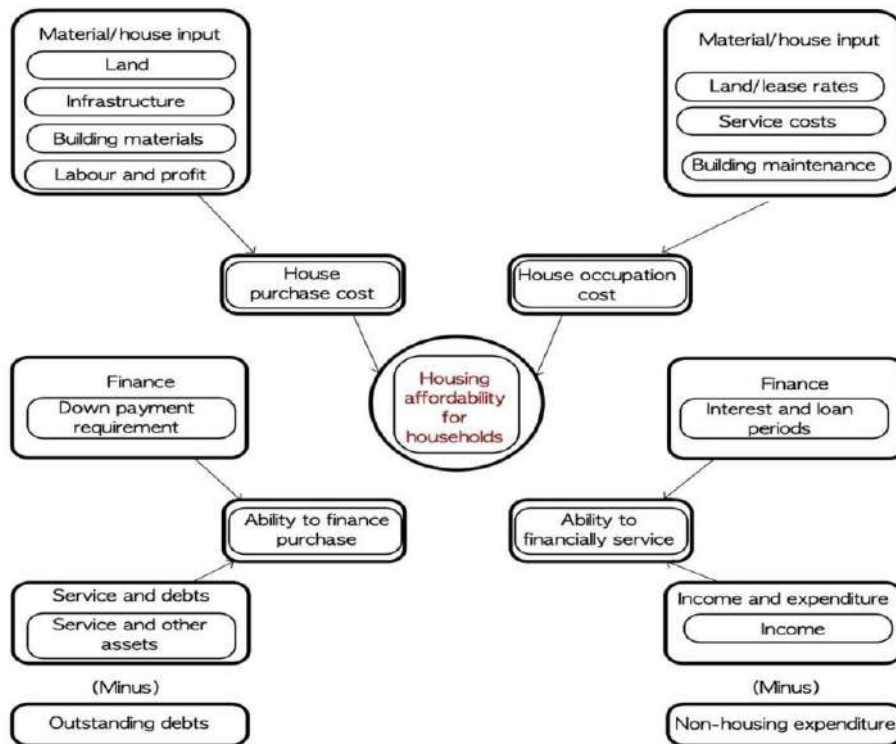 Material/house input
Land
Infrastructure
Building materials
Labour and profit
Material/house input
Land/lease rates
Service costs
Building maintenance
House
purchase cost
House occupation
cost
Housing
affordability
for
households
Finance
Down payment
requirement
Finance
Interest and loan
periods
Ability to finance
purchase
Ability to
financially service
Service and debts
Service and other
assets
(Minus)
Outstanding debts
Income and expenditure
Income
(Minus)
Non-housing expenditure